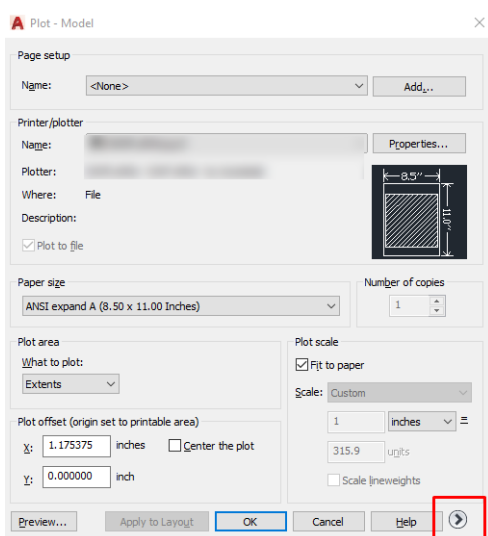 Plot - Model
Page setup
Name: <None> Add...
Printer/plotter
Name: Properties...
Plotter:
Where: File
Description:
Plot to file
8.5"
11.0"
Paper size
ANSI expand A (8.50 x 11.00 Inches)
Number of copies
1
Plot area
What to plot:
Extents
Plot offset (origin set to printable area)
X: 1.175375 inches Center the plot
Y: 0.000000 inch
Plot scale
Fit to paper
Scale: Custom
1 inches =
315.9 units
Scale lineweights
Preview... Apply to Layout OK Cancel Help